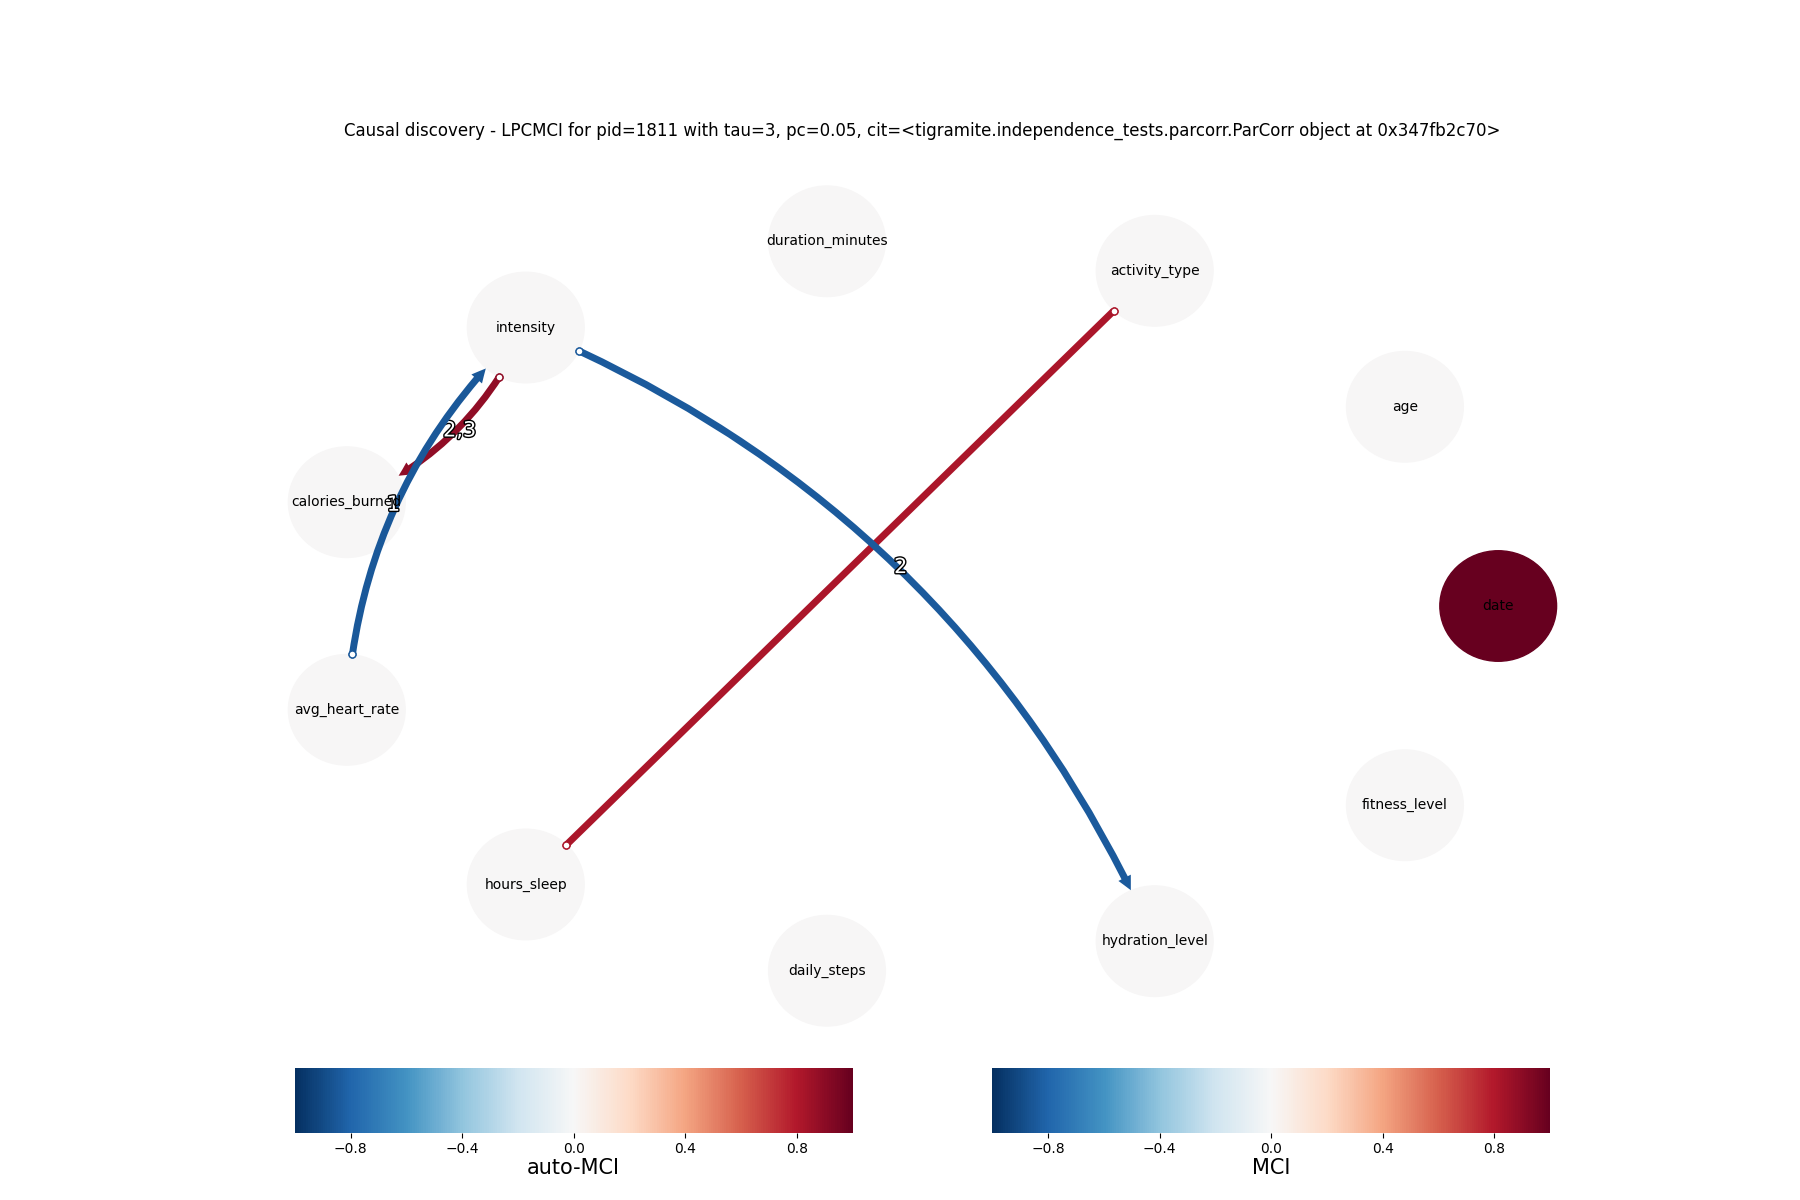 Causal discovery - LPCMCI for pid=1811 with tau=3, pc=0.05, cit=<tigramite.independence_tests.parcorr.ParCorr object at 0x347fb2c70>
duration_minutes
activity_type
intensity
age
2,3
calories_burned
1
2
date
avg_heart_rate
fitness_level
hours_sleep
hydration_level
daily_steps
−0.8 −0.4 0.0 0.4 0.8
auto-MCI
−0.8 −0.4 0.0 0.4 0.8
MCI